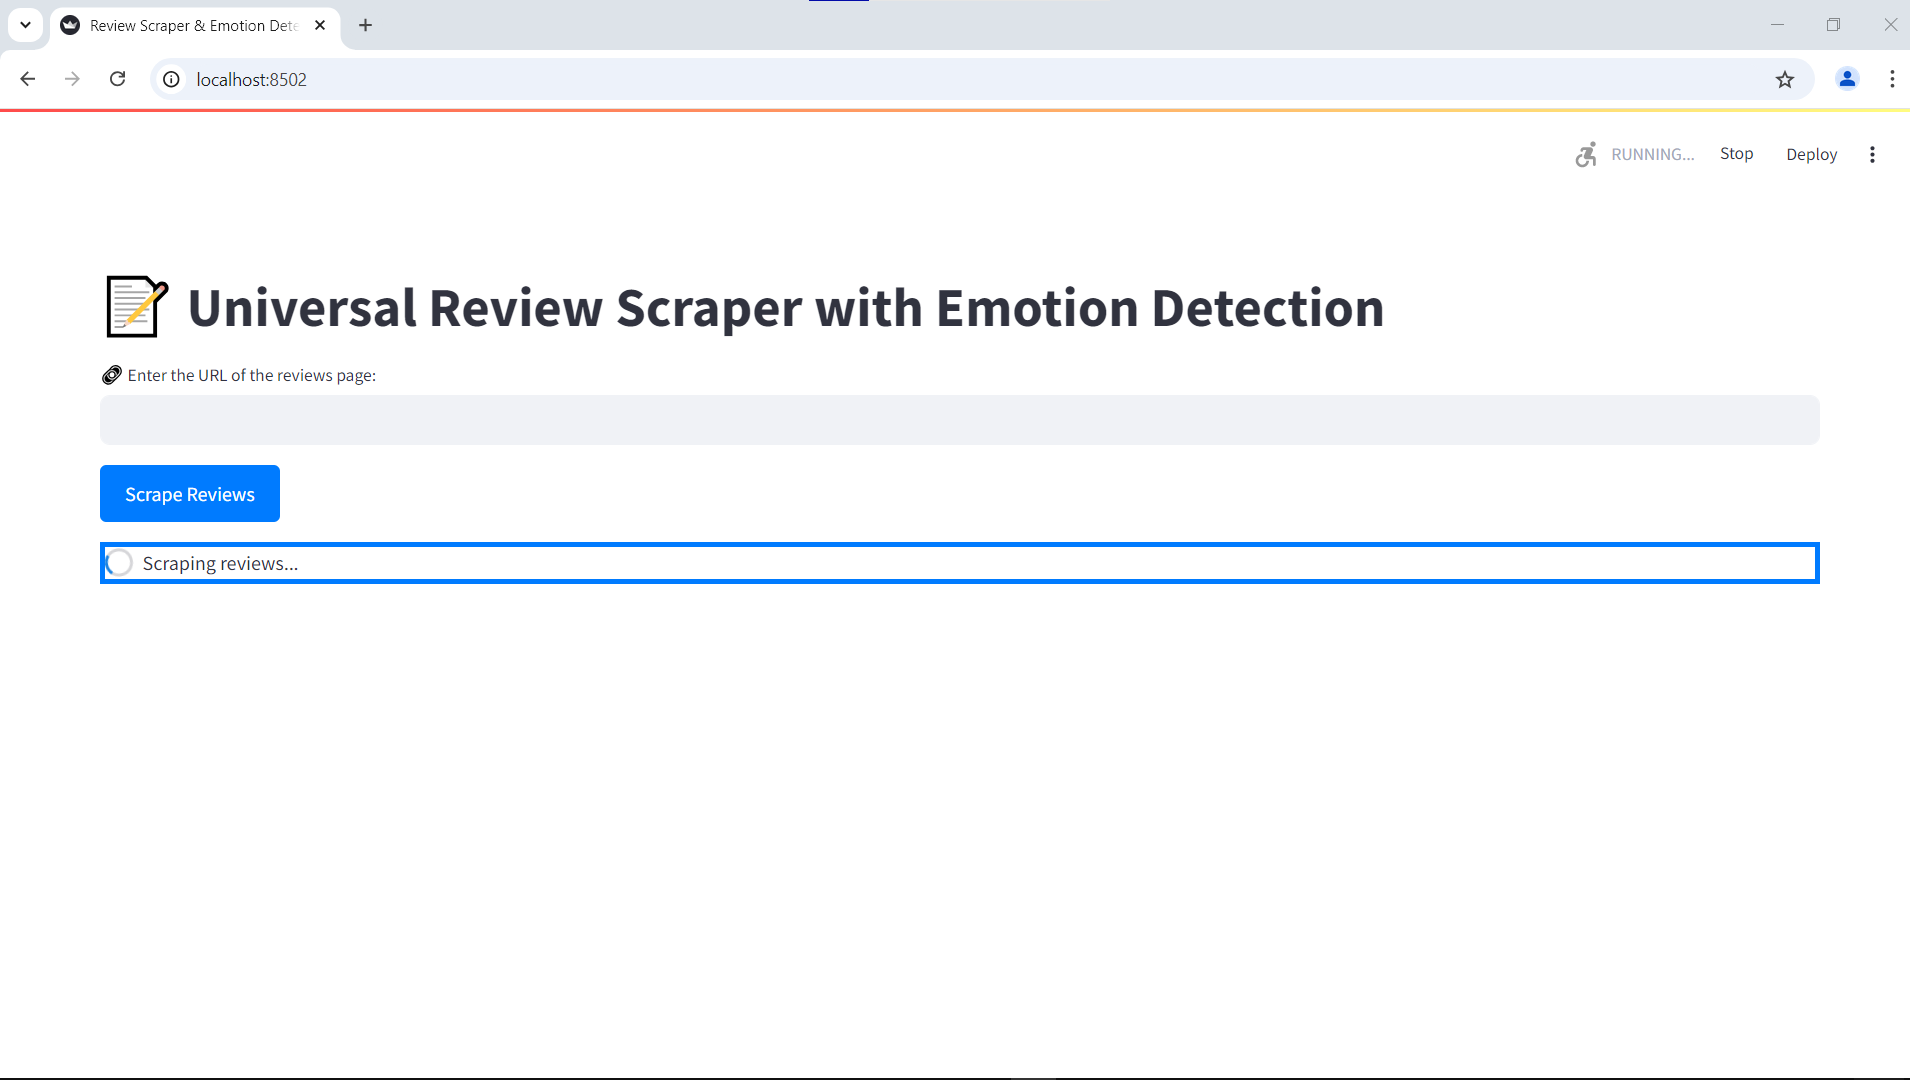 Review Scraper & Emotion Dete
localhost:8502
RUNNING... Stop Deploy
Universal Review Scraper with Emotion Detection
Enter the URL of the reviews page:
Scrape Reviews
Scraping reviews...